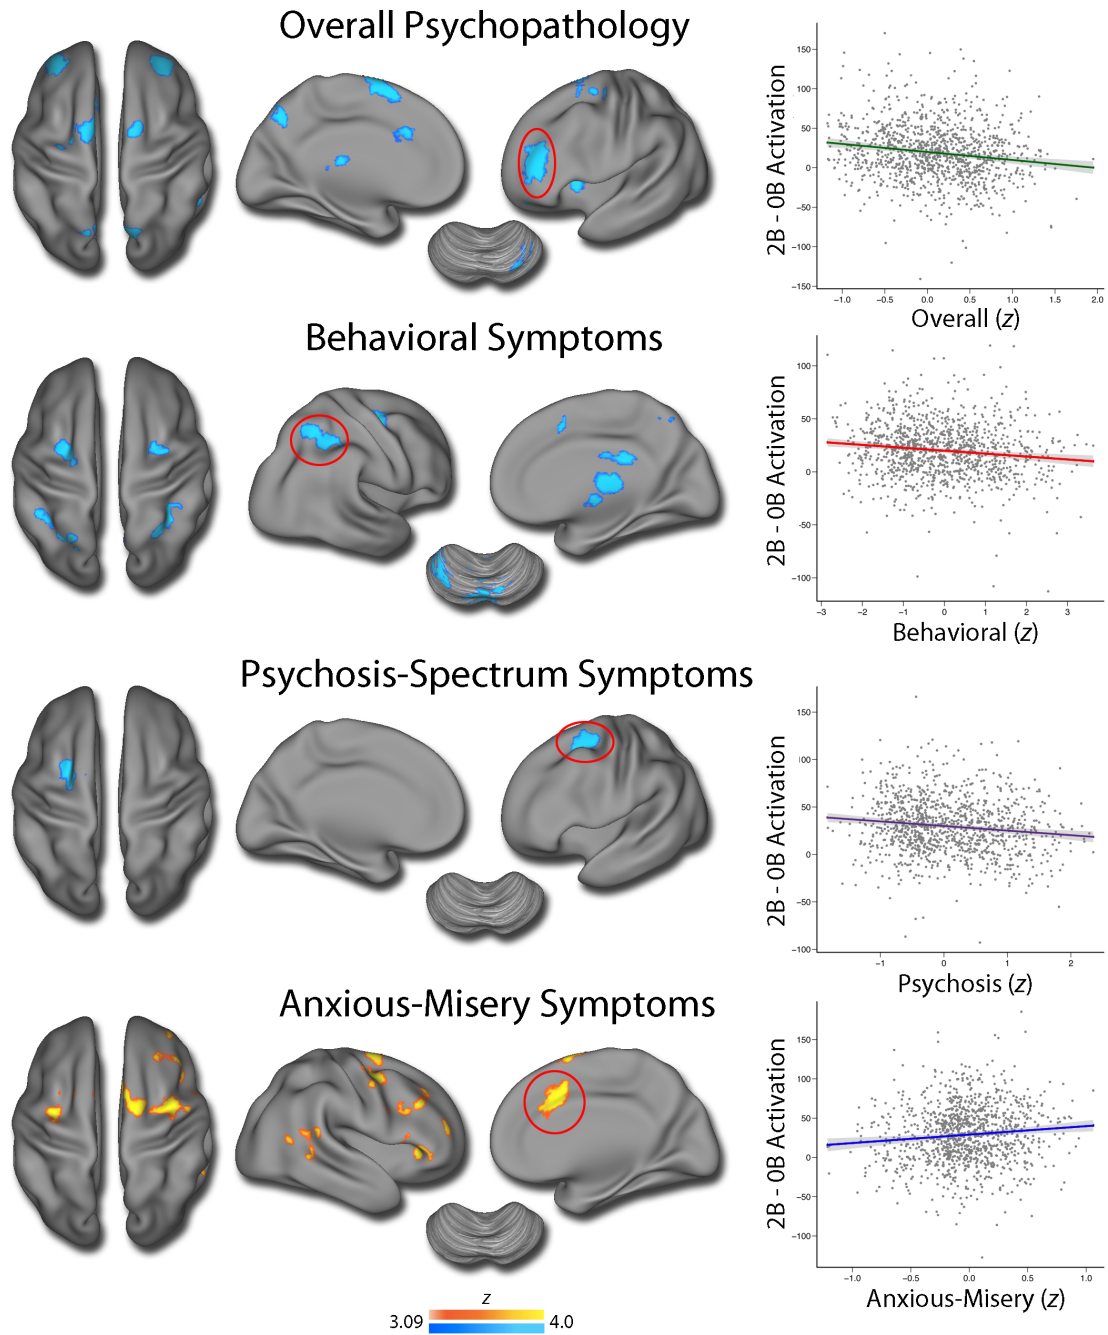 Overall Psychopathology
2B - 0B Activation
150
100
50
0
−50
−100
−150
−1.0 −0.5 0.0 0.5 1.0 1.5 2.0
Overall (z)
Behavioral Symptoms
2B - 0B Activation
100
50
0
−50
−100
−3 −2 −1 0 1 2 3
Behavioral (z)
Psychosis-Spectrum Symptoms
2B - 0B Activation
150
100
50
0
−50
−100
−1 0 1 2
Psychosis (z)
Anxious-Misery Symptoms
2B - 0B Activation
150
100
50
0
−50
−100
−1.0 −0.5 0.0 0.5 1.0
Anxious-Misery (z)
z
3.09 4.0